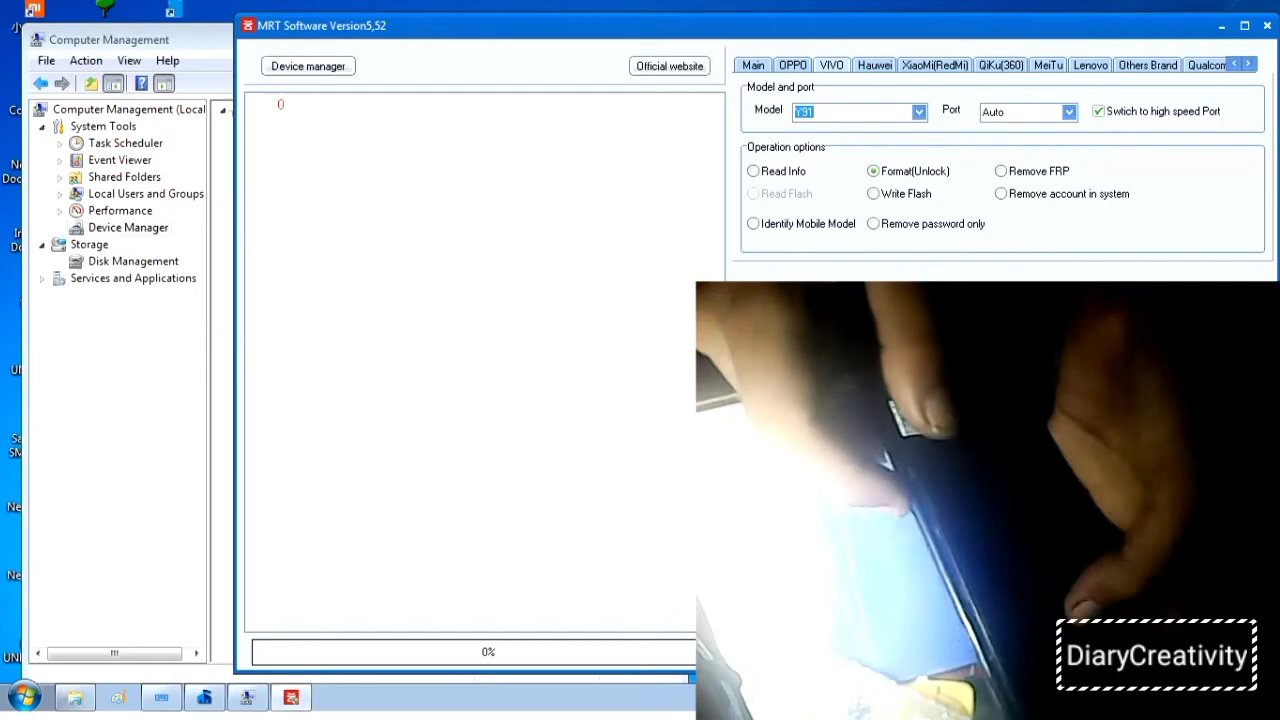 Computer Management
File Action View Help
Computer Management (Local
System Tools
Task Scheduler
Event Viewer
Shared Folders
Local Users and Groups
Performance
Device Manager
Storage
Disk Management
Services and Applications
MRT Software Version5,52
Device manager
Official website
0
0%
Main OPPO VIVO Hauwei XiaoMi(RedMi) QiKu(360) MeiTu Lenovo Others Brand Qualcom
Model and port
Model Y91 Port Auto Swtich to high speed Port
Operation options
Read Info Format(Unlock) Remove FRP
Read Flash Write Flash Remove account in system
Identify Mobile Model Remove password only
DiaryCreativity